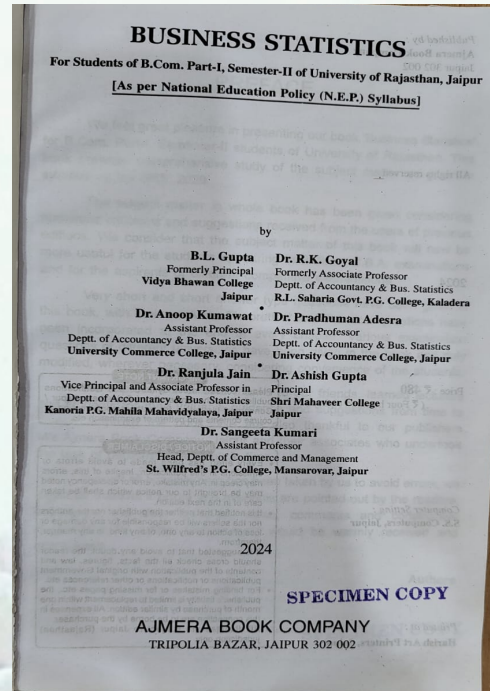 BUSINESS STATISTICS
For Students of B.Com. Part-I, Semester-II of University of Rajasthan, Jaipur
[As per National Education Policy (N.E.P.) Syllabus]
by
B.L. Gupta
Formerly Principal
Vidya Bhawan College
Jaipur
Dr. R.K. Goyal
Formerly Associate Professor
Deptt. of Accountancy & Bus. Statistics
R.L. Saharia Govt. P.G. College, Kaladera
Dr. Anoop Kumawat
Assistant Professor
Deptt. of Accountancy & Bus. Statistics
University Commerce College, Jaipur
Dr. Pradhuman Adesra
Assistant Professor
Deptt. of Accountancy & Bus. Statistics
University Commerce College, Jaipur
Dr. Ranjula Jain
Vice Principal and Associate Professor in
Deptt. of Accountancy & Bus. Statistics
Kanoria P.G. Mahila Mahavidyalaya, Jaipur
Dr. Ashish Gupta
Principal
Shri Mahaveer College
Jaipur
Dr. Sangeeta Kumari
Assistant Professor
Head, Deptt. of Commerce and Management
St. Wilfred's P.G. College, Mansarovar, Jaipur
2024
SPECIMEN COPY
AJMERA BOOK COMPANY
TRIPOLIA BAZAR, JAIPUR 302 002